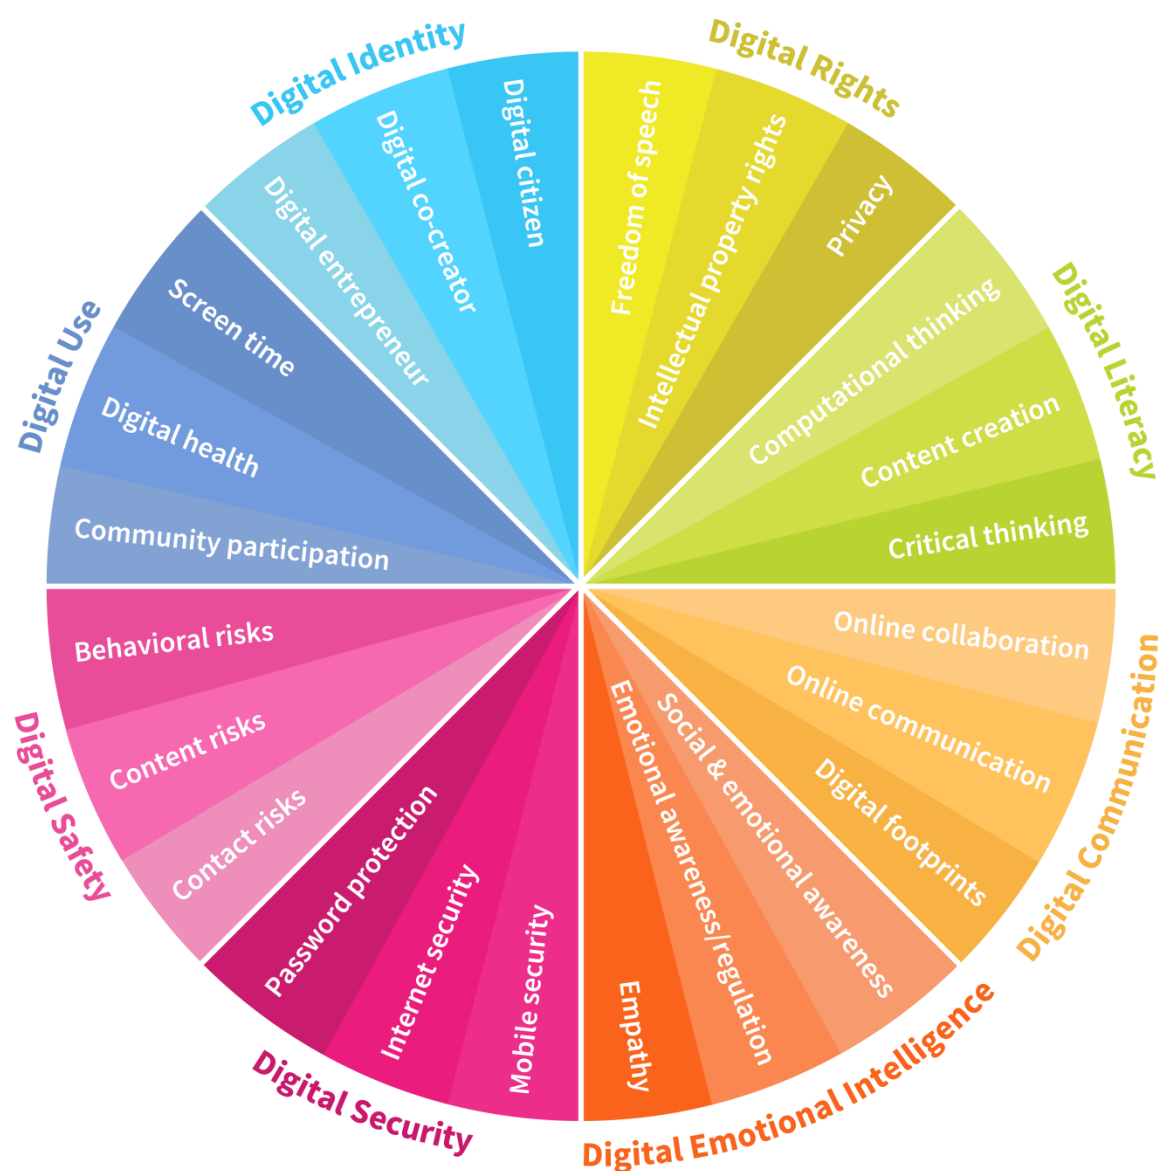 Digital Rights
Freedom of speech
Intellectual property rights
Privacy
Digital Literacy
Computational thinking
Content creation
Critical thinking
Digital Communication
Online collaboration
Online communication
Digital footprints
Digital Emotional Intelligence
Social & emotional awareness
Emotional awareness/regulation
Empathy
Digital Security
Mobile security
Internet security
Password protection
Digital Safety
Contact risks
Content risks
Behavioral risks
Digital Use
Community participation
Digital health
Screen time
Digital Identity
Digital entrepreneur
Digital co-creator
Digital citizen